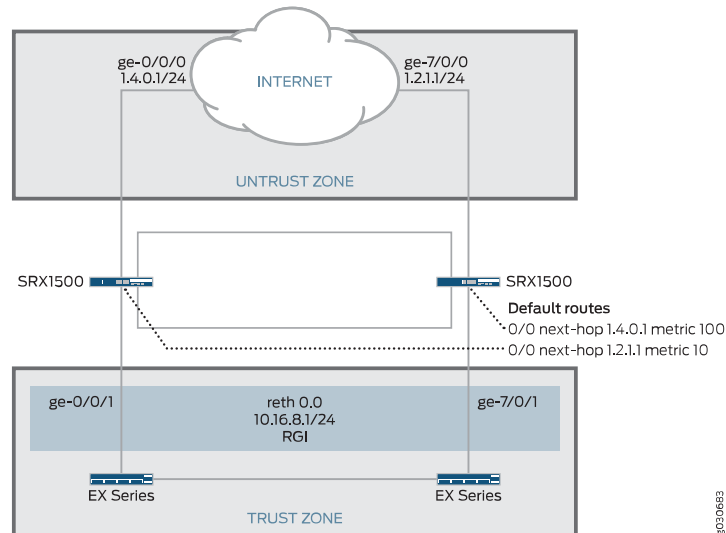 ge-0/0/0
1.4.0.1/24
INTERNET
ge-7/0/0
1.2.1.1/24
UNTRUST ZONE
SRX1500
SRX1500
Default routes
0/0 next-hop 1.4.0.1 metric 100
0/0 next-hop 1.2.1.1 metric 10
ge-0/0/1
reth 0.0
10.16.8.1/24
RGI
ge-7/0/1
EX Series
EX Series
TRUST ZONE
g030683